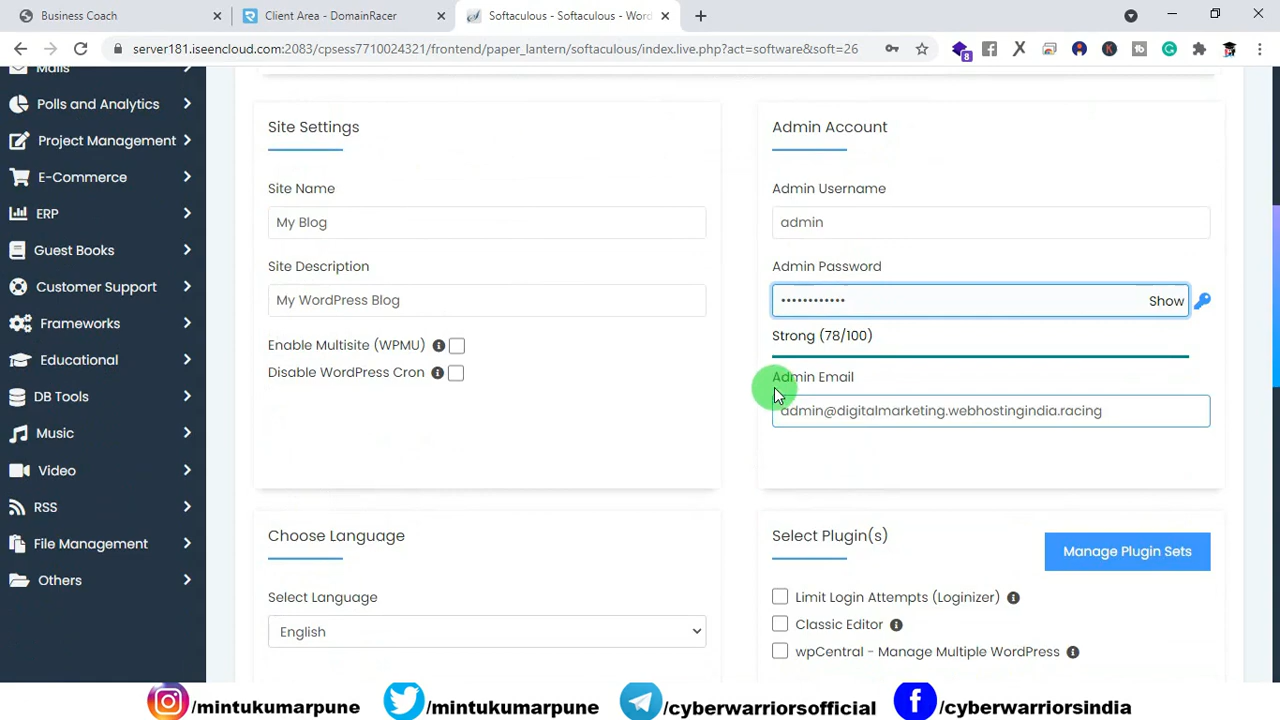 Business Coach
Client Area - DomainRacer
Softaculous - Softaculous - Word
server181.iseencloud.com:2083/cpsess7710024321/frontend/paper_lantern/softaculous/index.live.php?act=software&soft=26
8
Mails
Polls and Analytics
Project Management
E-Commerce
ERP
Guest Books
Customer Support
Frameworks
Educational
DB Tools
Music
Video
RSS
File Management
Others
Site Settings
Site Name
My Blog
Site Description
My WordPress Blog
Enable Multisite (WPMU)
Disable WordPress Cron
Admin Account
Admin Username
admin
Admin Password
•••••••••••• Show
Strong (78/100)
Admin Email
admin@digitalmarketing.webhostingindia.racing
Choose Language
Select Language
English
Select Plugin(s)
Manage Plugin Sets
Limit Login Attempts (Loginizer)
Classic Editor
wpCentral - Manage Multiple WordPress
/mintukumarpune /mintukumarpune /cyberwarriorsofficial /cyberwarriorsindia